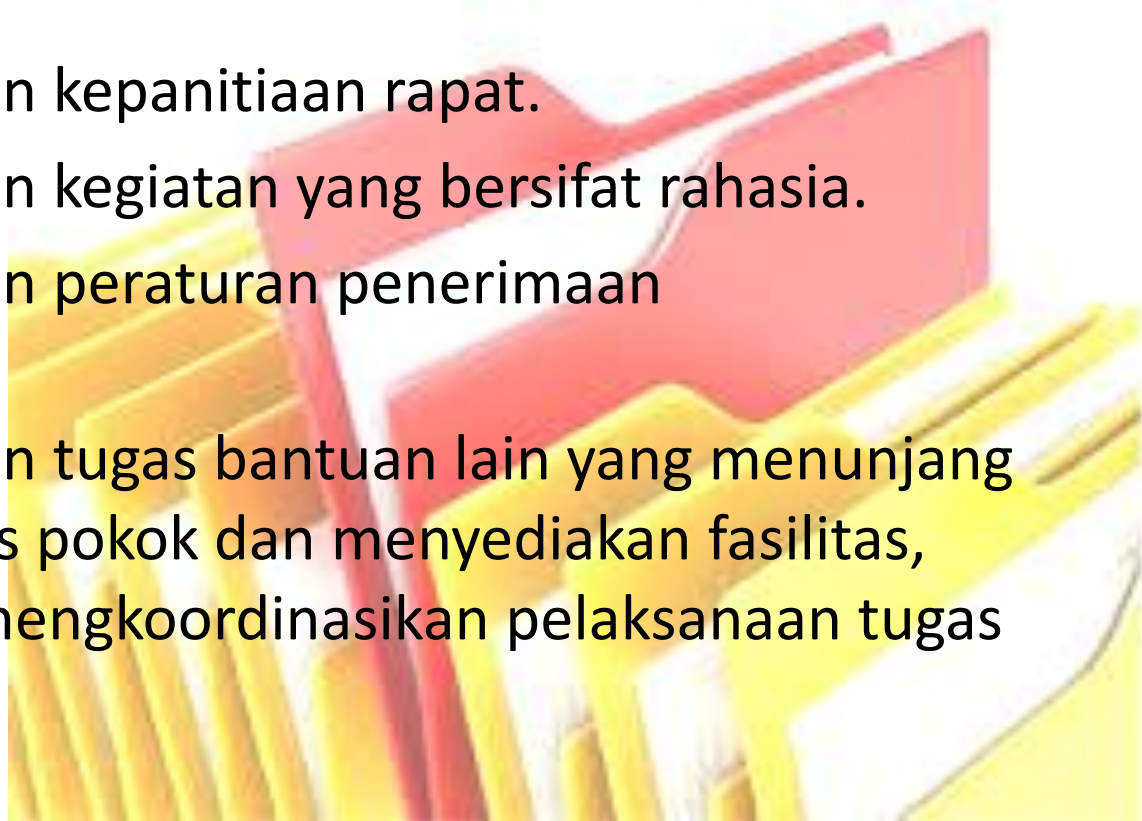 n kepanitiaan rapat.
n kegiatan yang bersifat rahasia.
n peraturan penerimaan
n tugas bantuan lain yang menunjang
s pokok dan menyediakan fasilitas,
mengkoordinasikan pelaksanaan tugas